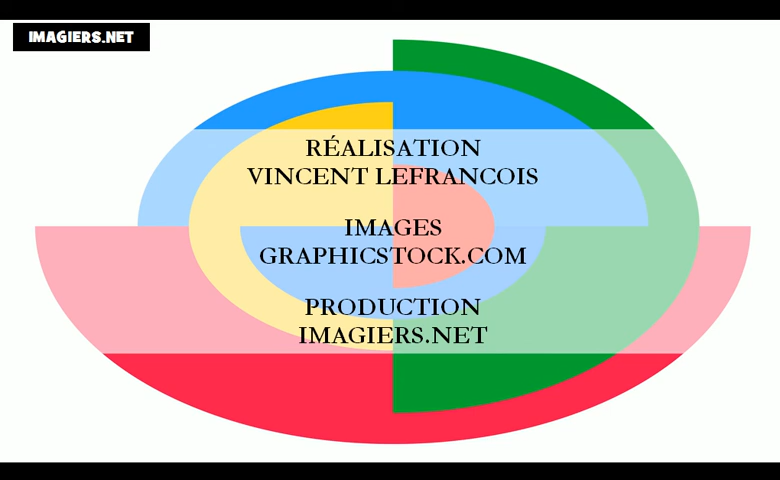 IMAGIERS.NET
RÉALISATION
VINCENT LEFRANCOIS
IMAGES
GRAPHICSTOCK.COM
PRODUCTION
IMAGIERS.NET